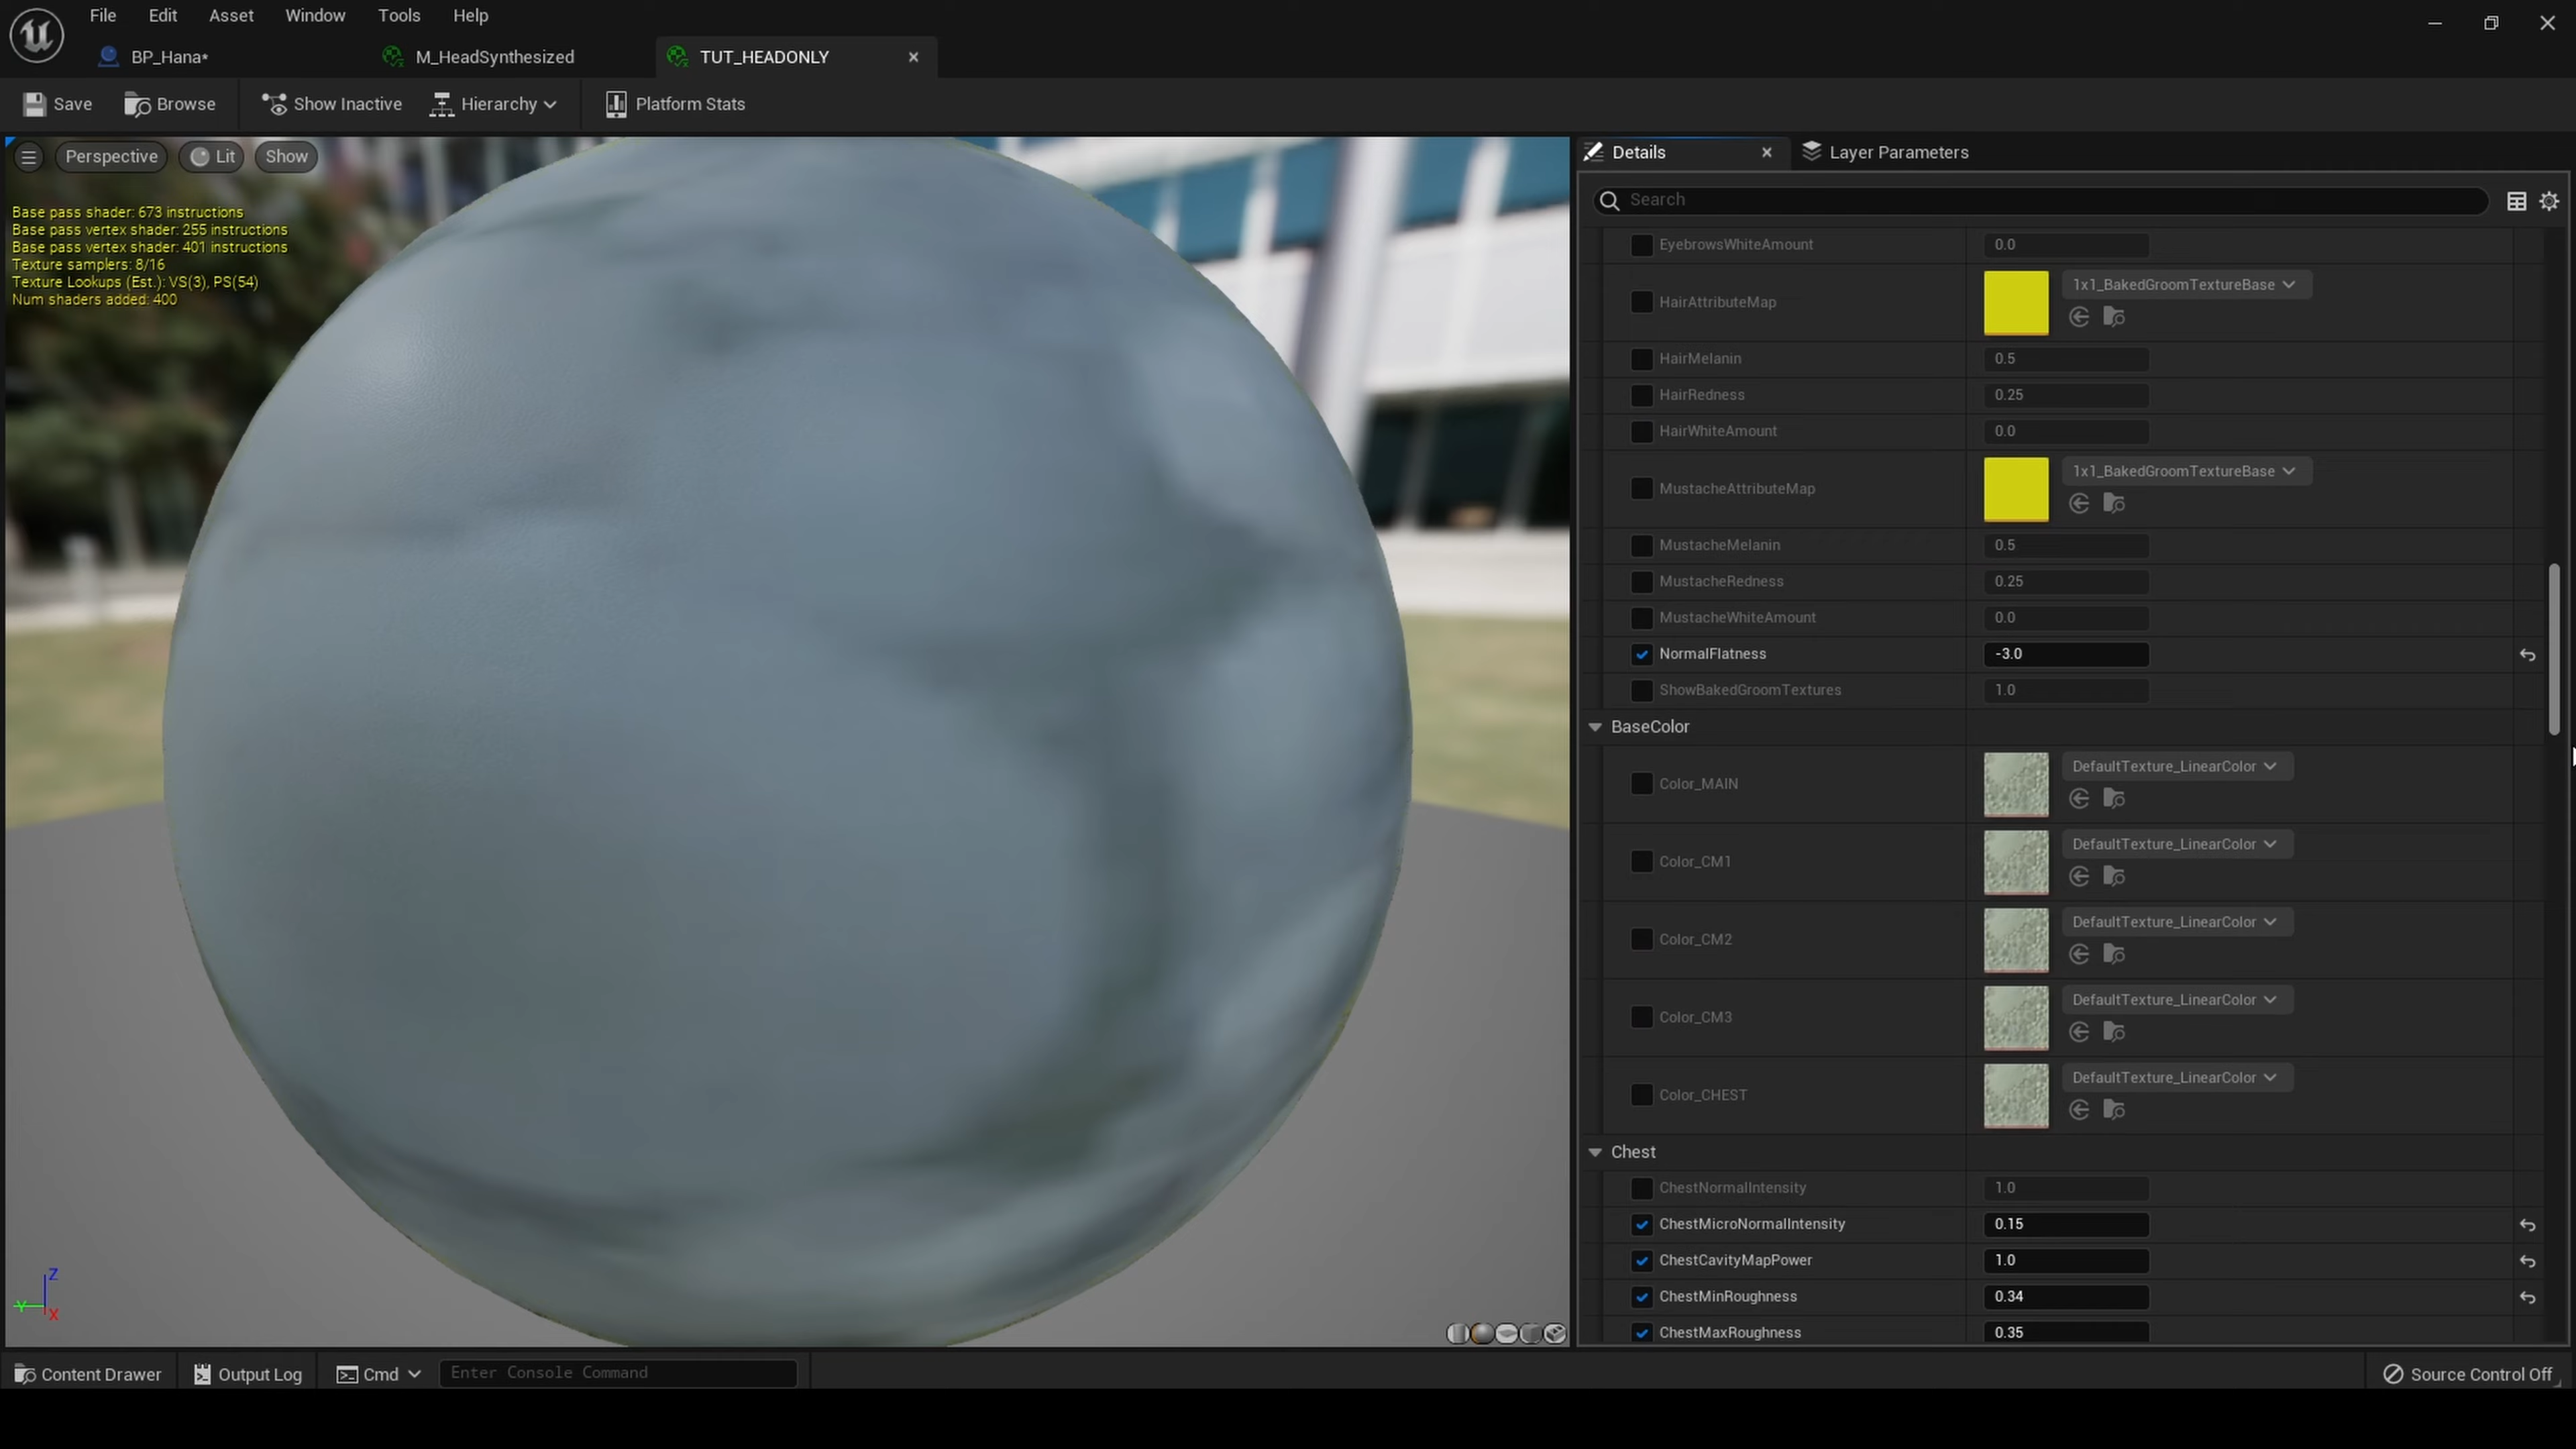 File Edit Asset Window Tools Help
BP_Hana* M_HeadSynthesized TUT_HEADONLY
Save Browse Show Inactive Hierarchy Platform Stats
Perspective Lit Show
Base pass shader: 673 instructions
Base pass vertex shader: 255 instructions
Base pass vertex shader: 401 instructions
Texture samplers: 8/16
Texture Lookups (Est.): VS(3), PS(54)
Num shaders added: 400
Z
Y
X
Details Layer Parameters
Search
EyebrowsWhiteAmount 0.0
HairAttributeMap 1x1_BakedGroomTextureBase
HairMelanin 0.5
HairRedness 0.25
HairWhiteAmount 0.0
MustacheAttributeMap 1x1_BakedGroomTextureBase
MustacheMelanin 0.5
MustacheRedness 0.25
MustacheWhiteAmount 0.0
NormalFlatness -3.0
ShowBakedGroomTextures 1.0
BaseColor
Color_MAIN DefaultTexture_LinearColor
Color_CM1 DefaultTexture_LinearColor
Color_CM2 DefaultTexture_LinearColor
Color_CM3 DefaultTexture_LinearColor
Color_CHEST DefaultTexture_LinearColor
Chest
ChestNormalIntensity 1.0
ChestMicroNormalIntensity 0.15
ChestCavityMapPower 1.0
ChestMinRoughness 0.34
ChestMaxRoughness 0.35
Content Drawer Output Log Cmd Enter Console Command Source Control Off